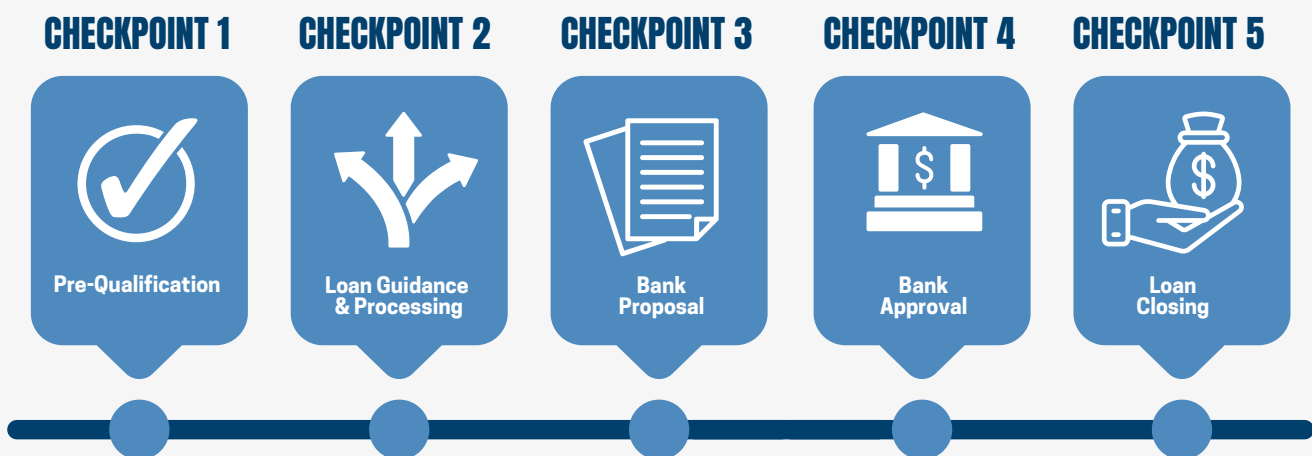 CHECKPOINT 1
CHECKPOINT 2
CHECKPOINT 3
CHECKPOINT 4
CHECKPOINT 5
Pre-Qualification
Loan Guidance
& Processing
Bank
Proposal
$
Bank
Approval
$
Loan
Closing